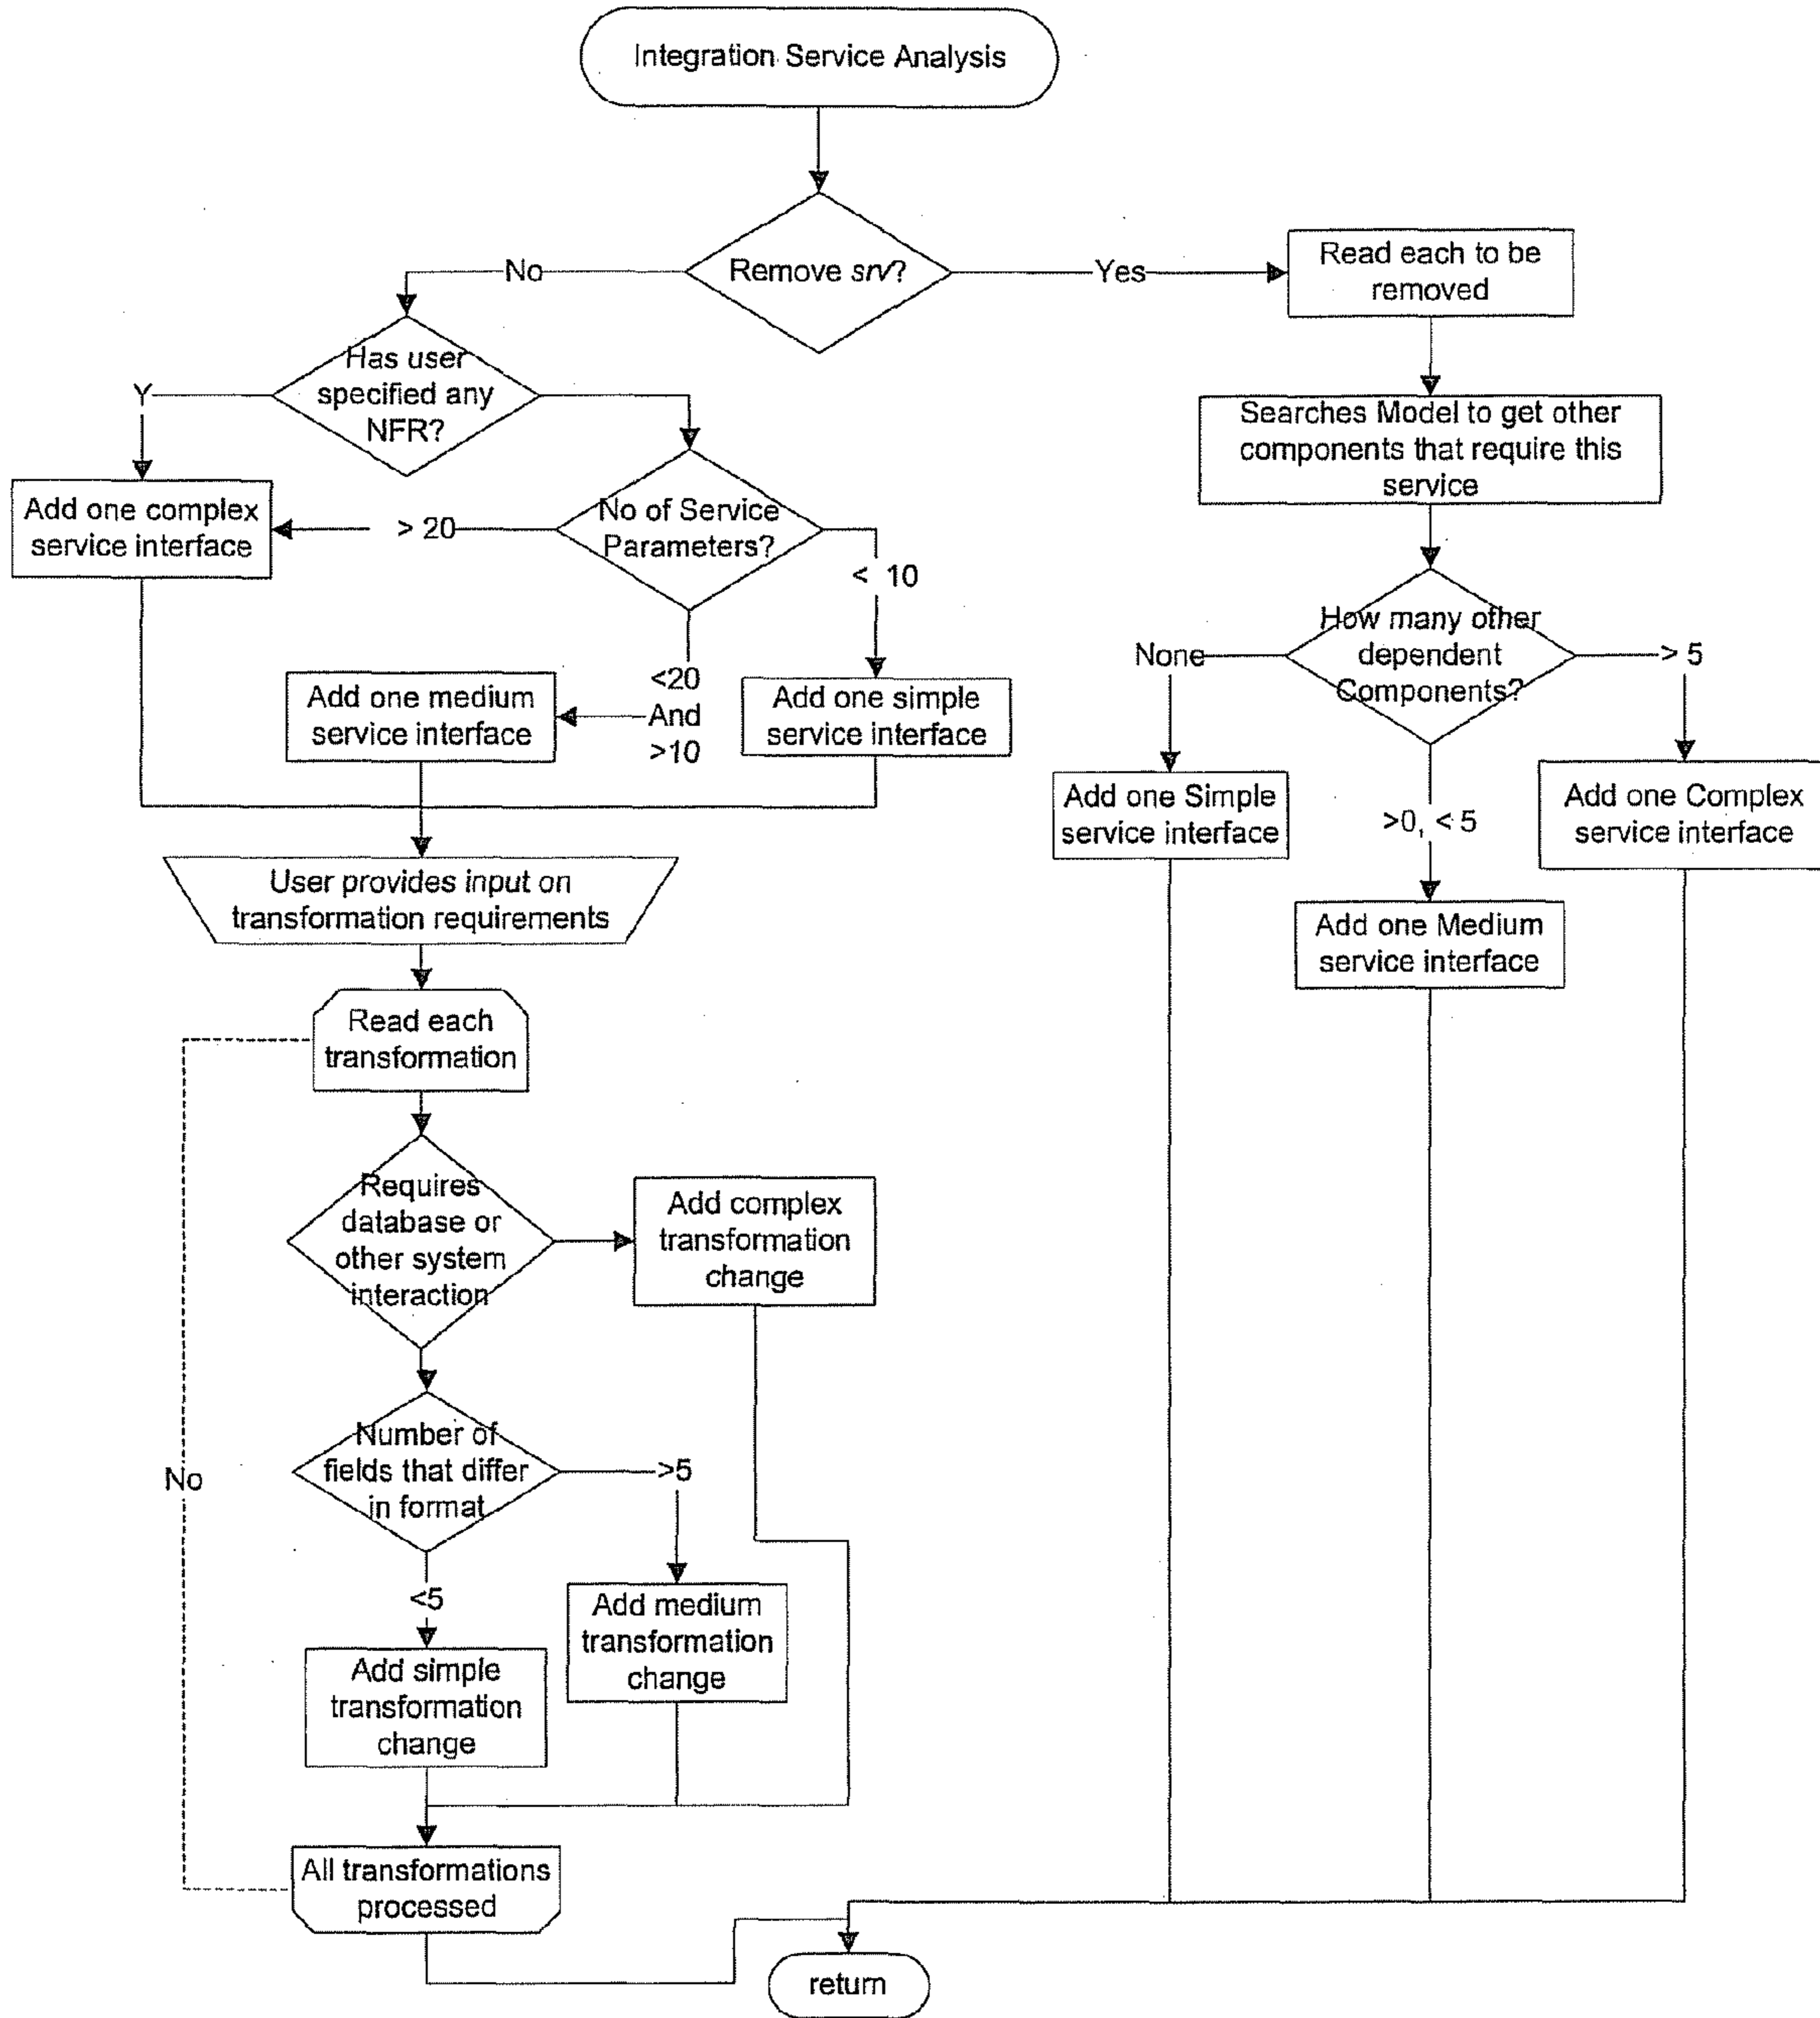 Integration Service Analysis
Remove srv?
No
Yes
Read each to be
removed
Has user
specified any
NFR?
Y
Searches Model to get other
components that require this
service
Add one complex
service interface
> 20
No of Service
Parameters?
< 10
<20
And
>10
Add one medium
service interface
Add one simple
service interface
How many other
dependent
Components?
None
> 5
>0, < 5
Add one Simple
service interface
Add one Complex
service interface
Add one Medium
service interface
User provides input on
transformation requirements
Read each
transformation
Requires
database or
other system
interaction
Add complex
transformation
change
Number of
fields that differ
in format
>5
No
<5
Add medium
transformation
change
Add simple
transformation
change
All transformations
processed
return